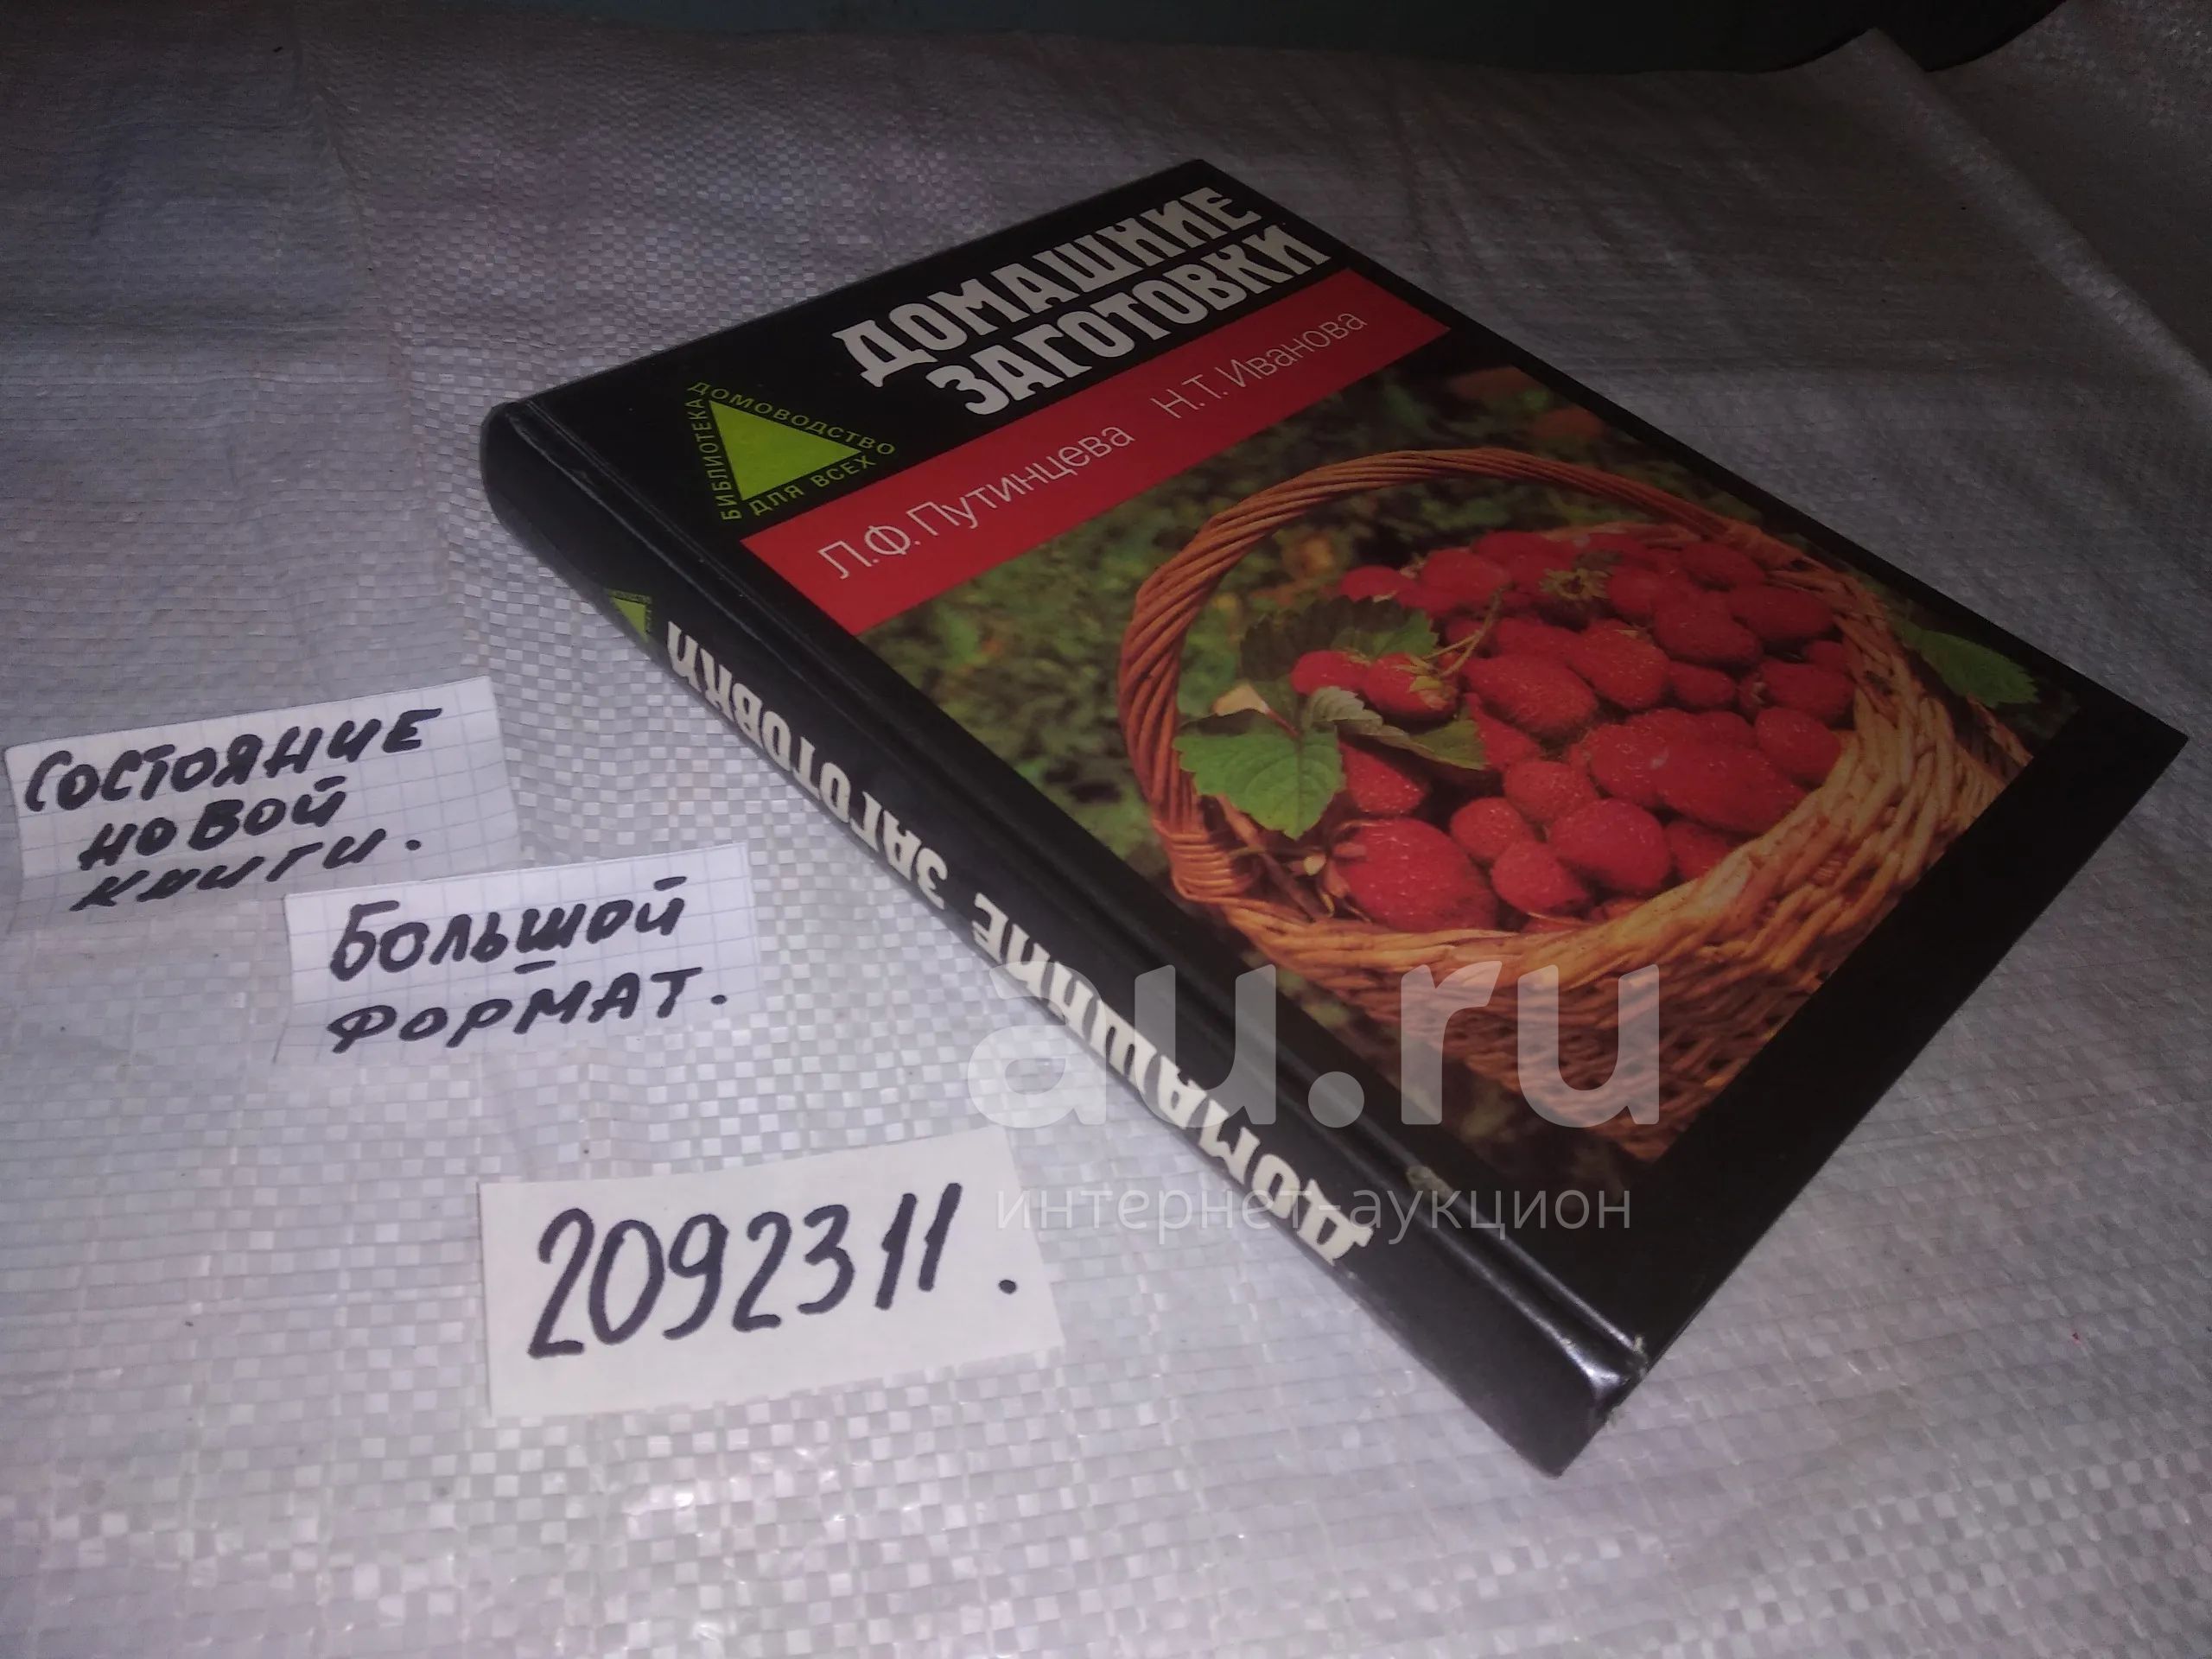 ДОМАШНИЕ
ЗАГОТОВКИ
БИБЛИОТЕКА
ДОМОВОДСТВО
ДЛЯ ВСЕХ О
Л.Ф.Путинцева Н.Т.Иванова
ДОМАШНИЕ ЗАГОТОВКИ
СОСТОЯНИЕ
НОВОЙ
КНИГИ.
БОЛЬШОЙ
ФОРМАТ.
2092311.
au.ru
интернет-аукцион